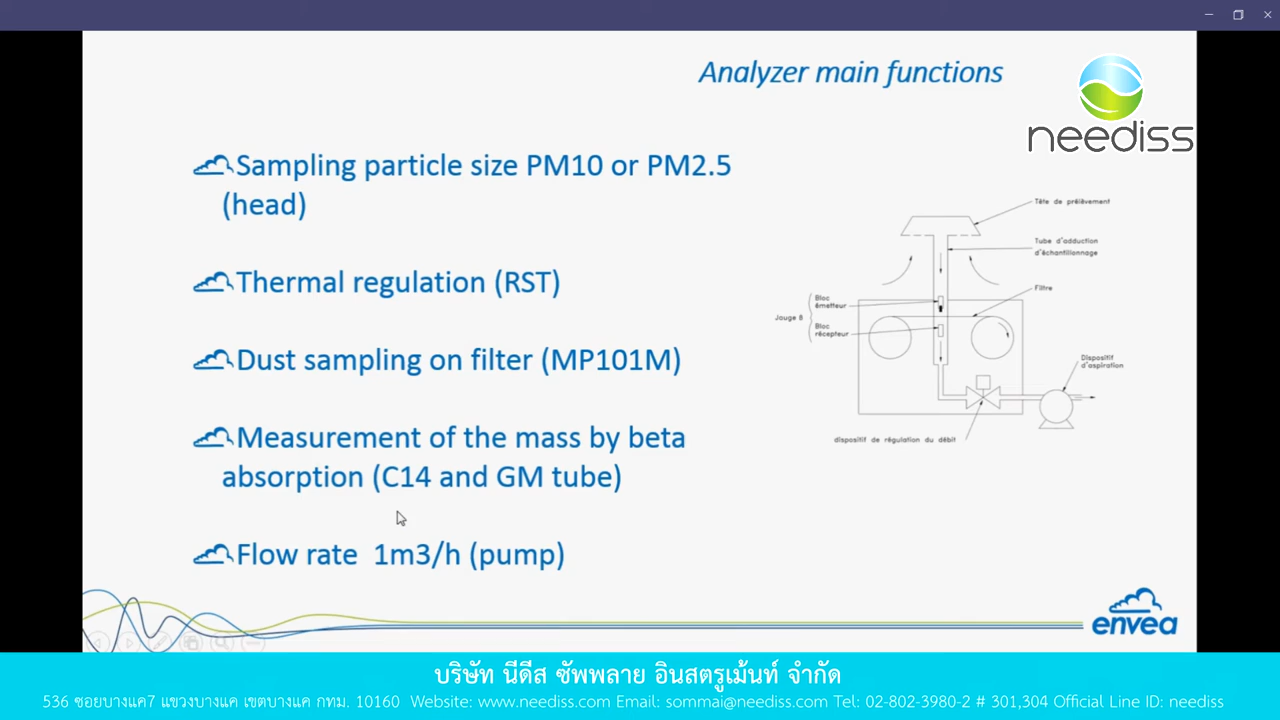 Analyzer main functions
neediss
Sampling particle size PM10 or PM2.5
(head)
Thermal regulation (RST)
Dust sampling on filter (MP101M)
Measurement of the mass by beta
absorption (C14 and GM tube)
Flow rate 1m3/h (pump)
Tête de prélèvement
Tube d'adduction
d'échantillonnage
Filtre
Bloc
émetteur
Jauge B
Bloc
récepteur
Dispositif
d'aspiration
dispositif de régulation du débit
envea
บริษัท นีดีส ซัพพลาย อินสตรูเม้นท์ จำกัด
536 ซอยบางแค7 แขวงบางแค เขตบางแค กทม. 10160 Website: www.neediss.com Email: sommai@neediss.com Tel: 02-802-3980-2 # 301,304 Official Line ID: neediss